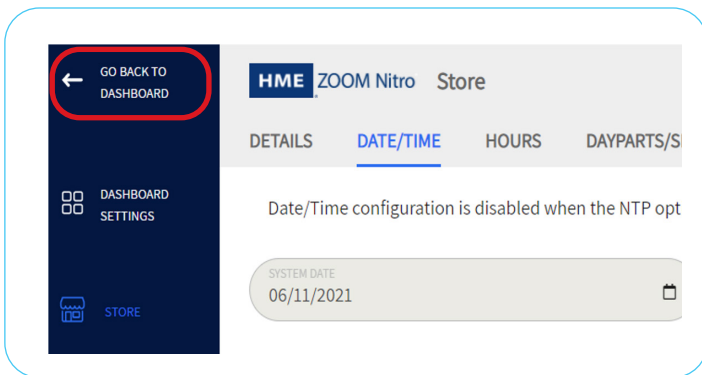 GO BACK TO
DASHBOARD
HME ZOOM Nitro Store
DETAILS DATE/TIME HOURS DAYPARTS/S
DASHBOARD
SETTINGS
Date/Time configuration is disabled when the NTP opt
SYSTEM DATE
06/11/2021
STORE